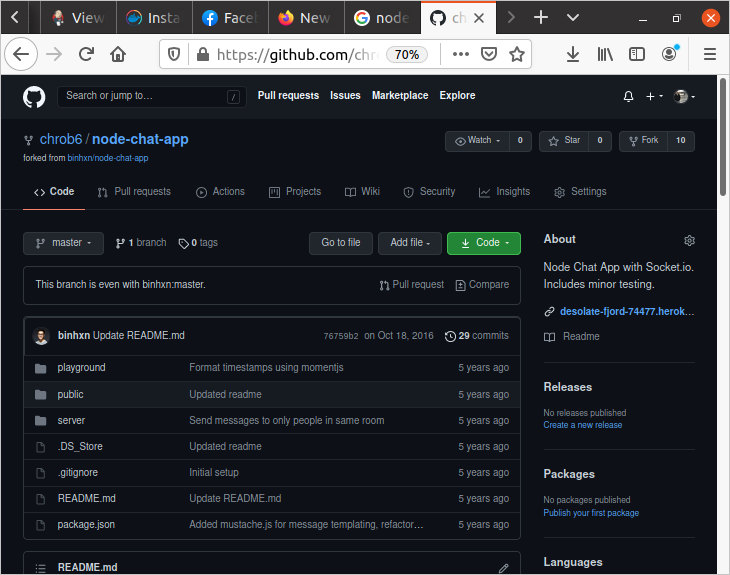 View
Insta
Facel
New
node
ch
https://github.com/chr
70%
Search or jump to...
/
Pull requests
Issues
Marketplace
Explore
chrob6 / node-chat-app
forked from binhxn/node-chat-app
Watch
0
Star
0
Fork
10
Code
Pull requests
Actions
Projects
Wiki
Security
Insights
Settings
master
1 branch
0 tags
Go to file
Add file
Code
This branch is even with binhxn:master.
Pull request
Compare
binhxn Update README.md
76759b2 on Oct 18, 2016
29 commits
playground
Format timestamps using momentjs
5 years ago
public
Updated readme
5 years ago
server
Send messages to only people in same room
5 years ago
.DS_Store
Updated readme
5 years ago
.gitignore
Initial setup
5 years ago
README.md
Update README.md
5 years ago
package.json
Added mustache.js for message templating, refactor...
5 years ago
README.md
About
Node Chat App with Socket.io.
Includes minor testing.
desolate-fjord-74477.herok...
Readme
Releases
No releases published
Create a new release
Packages
No packages published
Publish your first package
Languages